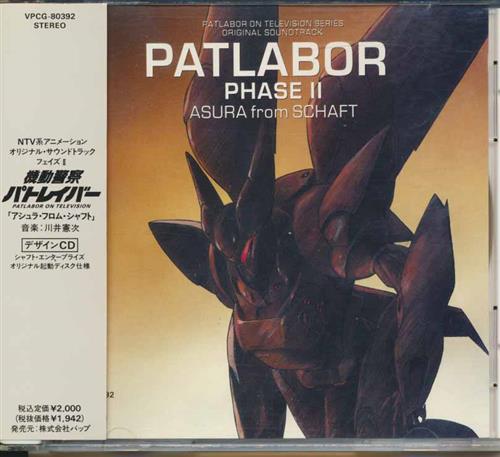 VPCG-80392
STEREO
NTV系アニメーション
オリジナル・サウンドトラック
フェイズⅡ
機動警察
パトレイバー
PATLABOR ON TELEVISION
「アシュラ・フロム・シャフト」
音楽:川井憲次
デザインCD
シャフト・エンタープライズ
オリジナル起動ディスク仕様
税込定価¥2,000
(税抜価格¥1,942)
発売元:株式会社バップ
PATLABOR ON TELEVISION SERIES
ORIGINAL SOUNDTRACK
PATLABOR
PHASE II
ASURA from SCHAFT
92